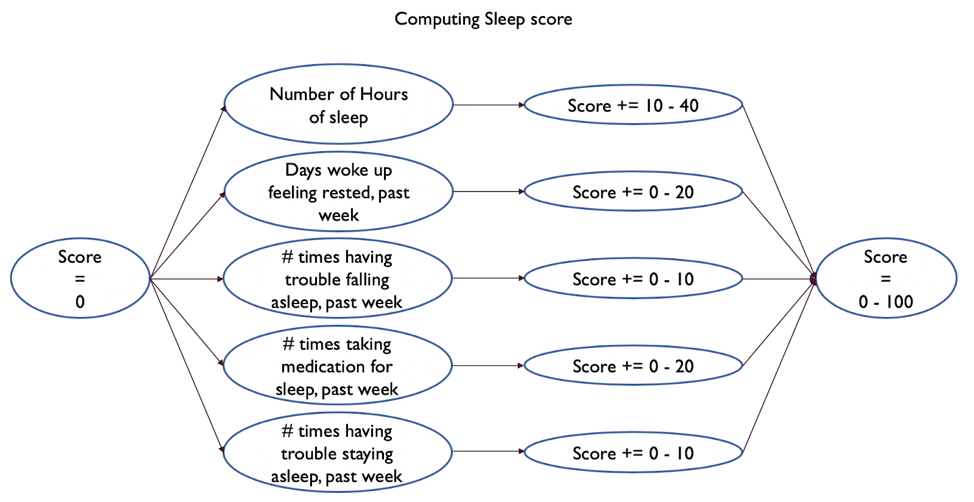 Computing Sleep score
Number of Hours
of sleep
Score += 10 - 40
Days woke up
feeling rested, past
week
Score += 0 - 20
Score
=
0
# times having
trouble falling
asleep, past week
Score += 0 - 10
Score
=
0 - 100
# times taking
medication for
sleep, past week
Score += 0 - 20
# times having
trouble staying
asleep, past week
Score += 0 - 10